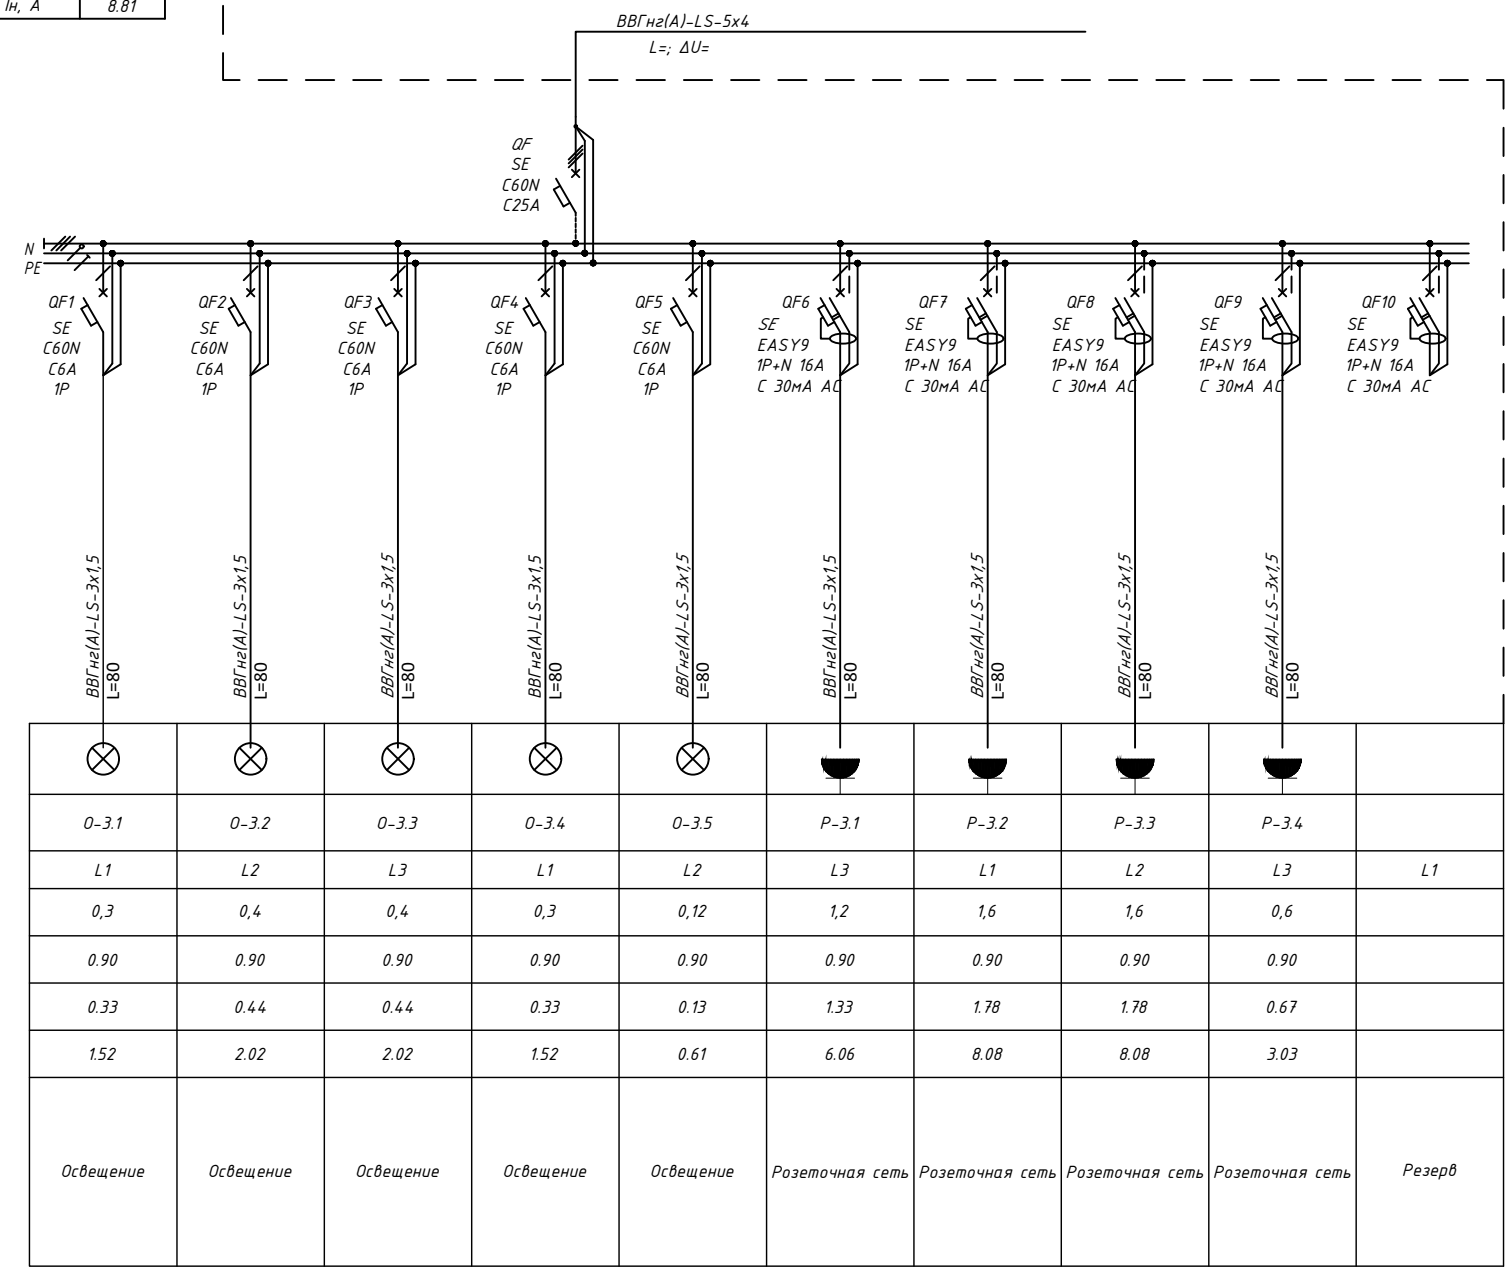 Iн, А 8.81
ВВГнг(А)-LS-5х4
L=; ΔU=
QF
SE
C60N
C25A
N
PE
QF1
SE
C60N
C6A
1P
QF2
SE
C60N
C6A
1P
QF3
SE
C60N
C6A
1P
QF4
SE
C60N
C6A
1P
QF5
SE
C60N
C6A
1P
QF6
SE
EASY9
1P+N 16A
C 30мА АС
QF7
SE
EASY9
1P+N 16A
C 30мА АС
QF8
SE
EASY9
1P+N 16A
C 30мА АС
QF9
SE
EASY9
1P+N 16A
C 30мА АС
QF10
SE
EASY9
1P+N 16A
C 30мА АС
ВВГнг(А)-LS-3х1,5
L=80
ВВГнг(А)-LS-3х1,5
L=80
ВВГнг(А)-LS-3х1,5
L=80
ВВГнг(А)-LS-3х1,5
L=80
ВВГнг(А)-LS-3х1,5
L=80
ВВГнг(А)-LS-3х1,5
L=80
ВВГнг(А)-LS-3х1,5
L=80
ВВГнг(А)-LS-3х1,5
L=80
ВВГнг(А)-LS-3х1,5
L=80
О-3.1 О-3.2 О-3.3 О-3.4 О-3.5 Р-3.1 Р-3.2 Р-3.3 Р-3.4
L1 L2 L3 L1 L2 L3 L1 L2 L3 L1
0,3 0,4 0,4 0,3 0,12 1,2 1,6 1,6 0,6
0.90 0.90 0.90 0.90 0.90 0.90 0.90 0.90 0.90
0.33 0.44 0.44 0.33 0.13 1.33 1.78 1.78 0.67
1.52 2.02 2.02 1.52 0.61 6.06 8.08 8.08 3.03
Освещение Освещение Освещение Освещение Освещение Розеточная сеть Розеточная сеть Розеточная сеть Розеточная сеть Резерв